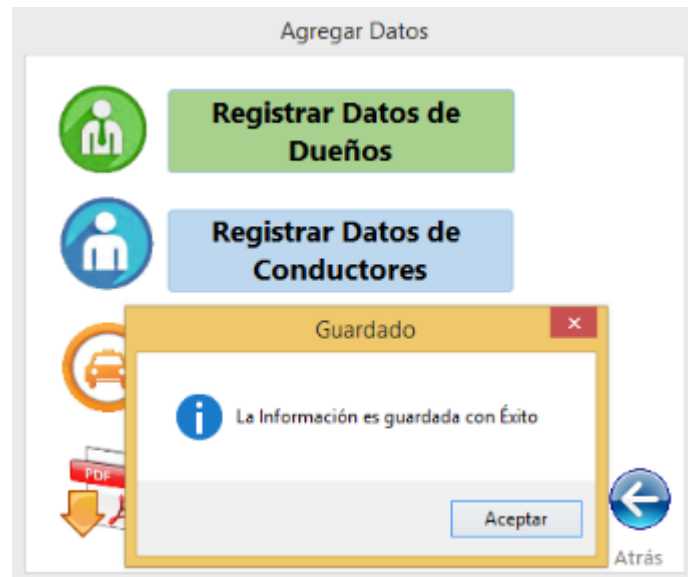 Agregar Datos
Registrar Datos de
Dueños
Registrar Datos de
Conductores
Guardado
La Información es guardada con Éxito
PDF
Aceptar
Atrás